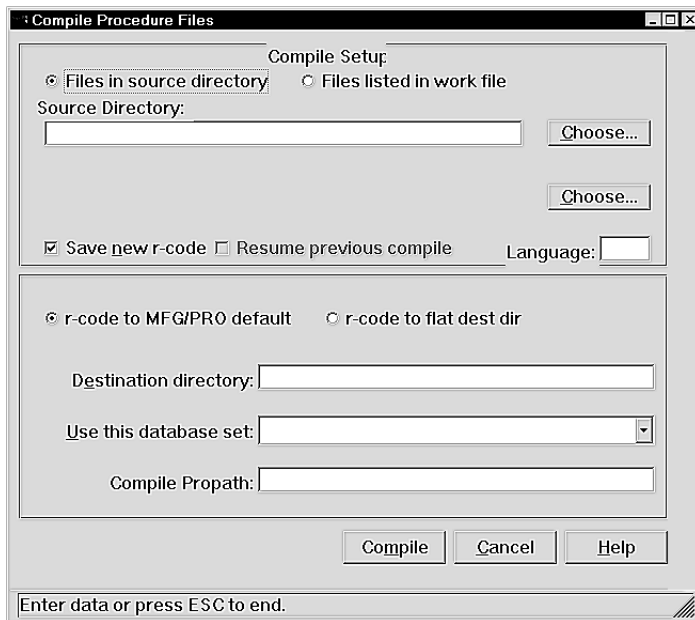 Compile Procedure Files
Compile Setup
Files in source directory Files listed in work file
Source Directory:
Choose...
Choose...
Save new r-code Resume previous compile Language:
r-code to MFG/PRO default r-code to flat dest dir
Destination directory:
Use this database set:
Compile Propath:
Compile Cancel Help
Enter data or press ESC to end.